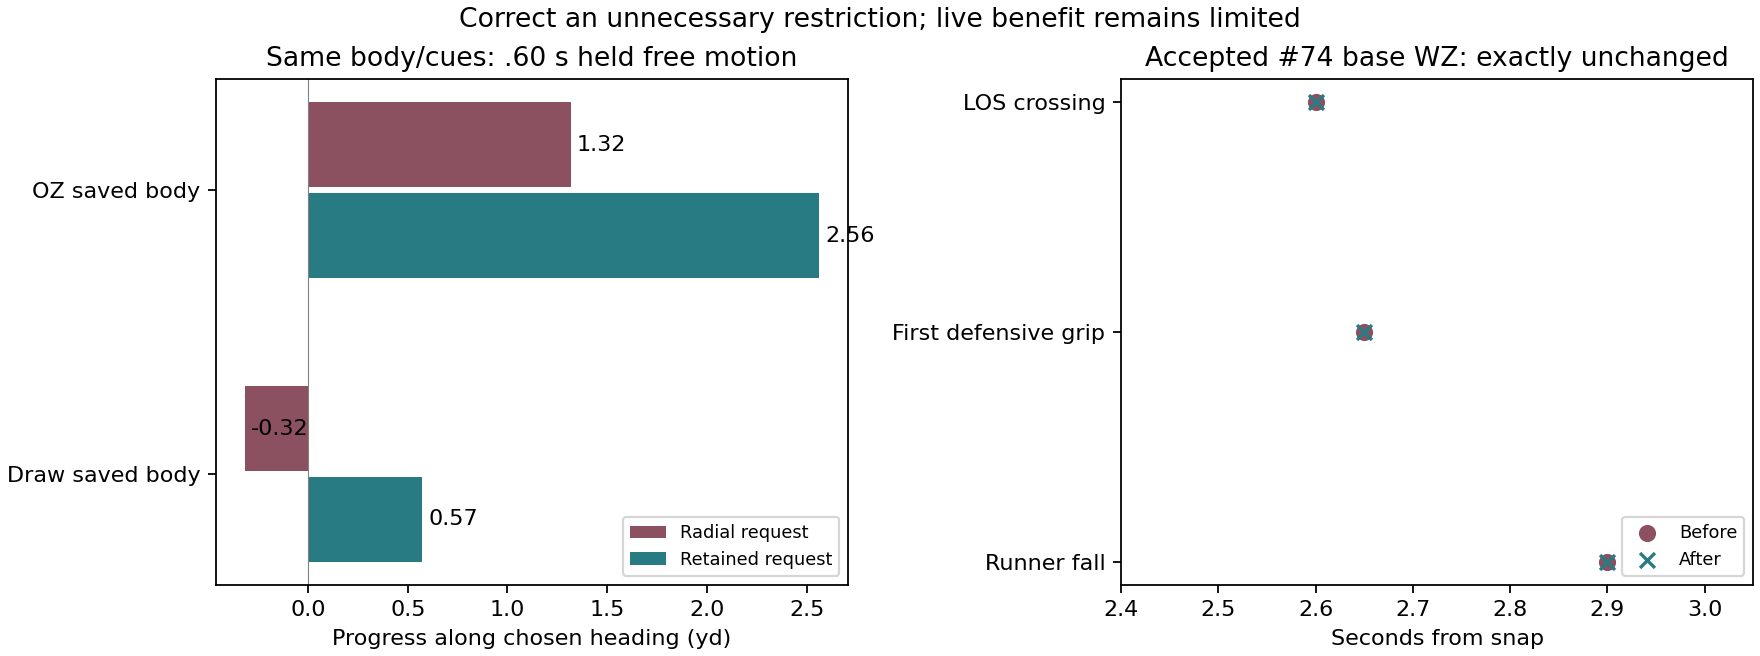 Correct an unnecessary restriction; live benefit remains limited
Same body/cues: .60 s held free motion
OZ saved body
Draw saved body
1.32
2.56
-0.32
0.57
Radial request
Retained request
0.0 0.5 1.0 1.5 2.0 2.5
Progress along chosen heading (yd)
Accepted #74 base WZ: exactly unchanged
LOS crossing
First defensive grip
Runner fall
Before
After
2.4 2.5 2.6 2.7 2.8 2.9 3.0
Seconds from snap